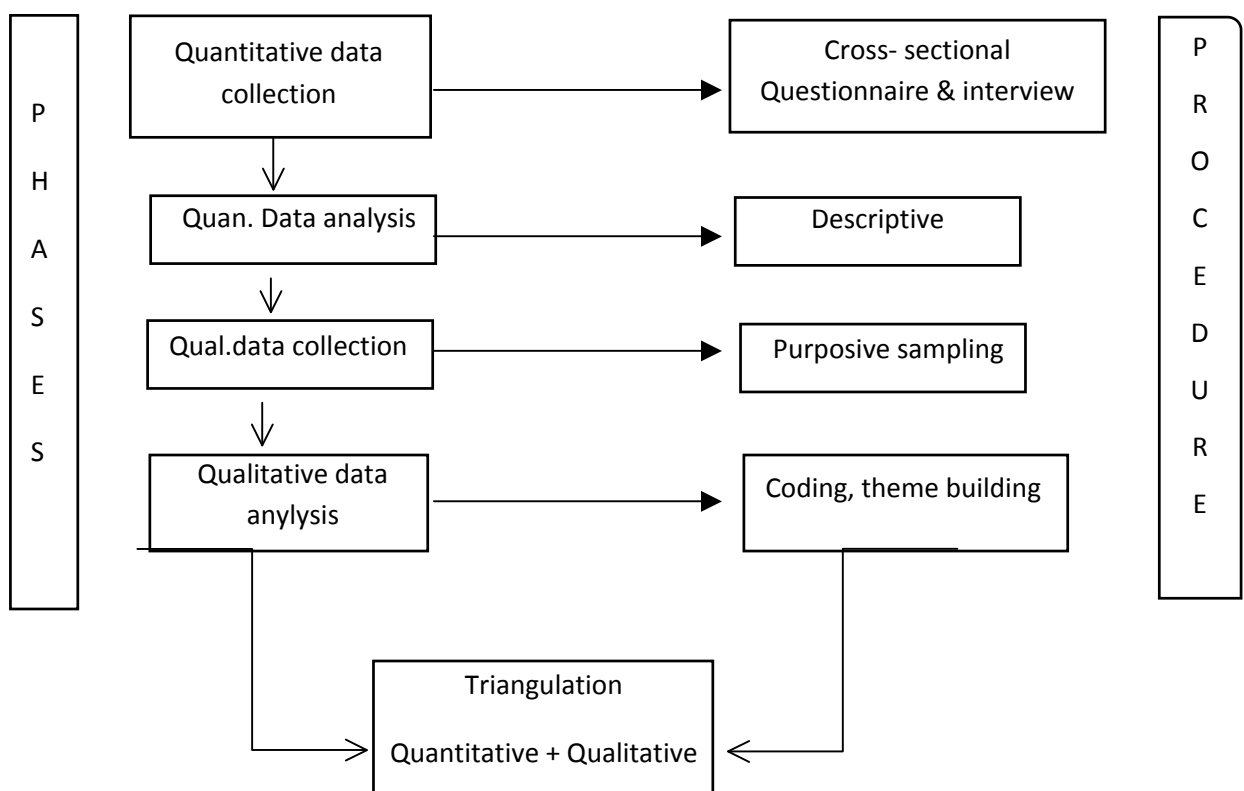 P
H
A
S
E
S
Quantitative data
collection
Cross- sectional
Questionnaire & interview
Quan. Data analysis
Descriptive
Qual.data collection
Purposive sampling
Qualitative data
anylysis
Coding, theme building
Triangulation
Quantitative + Qualitative
P
R
O
C
E
D
U
R
E